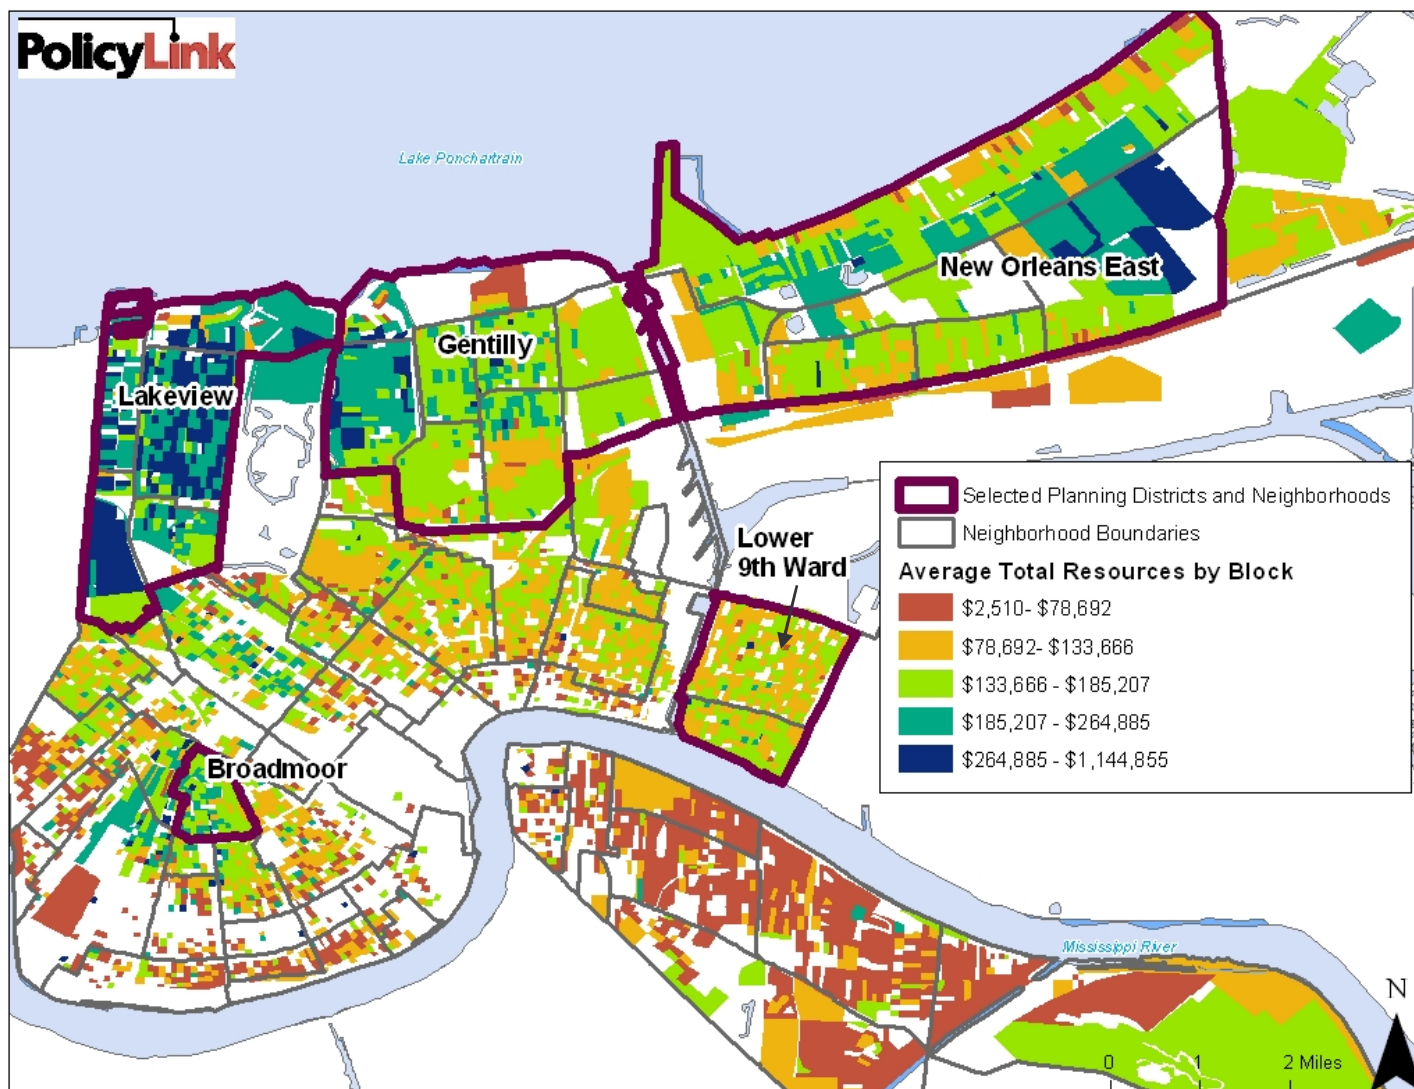 PolicyLink
Lake Ponchartrain
New Orleans East
Gentilly
Lakeview
Lower
9th Ward
Broadmoor
Mississippi River
Selected Planning Districts and Neighborhoods
Neighborhood Boundaries
Average Total Resources by Block
$2,510- $78,692
$78,692- $133,666
$133,666 - $185,207
$185,207 - $264,885
$264,885 - $1,144,855
N
0 1 2 Miles